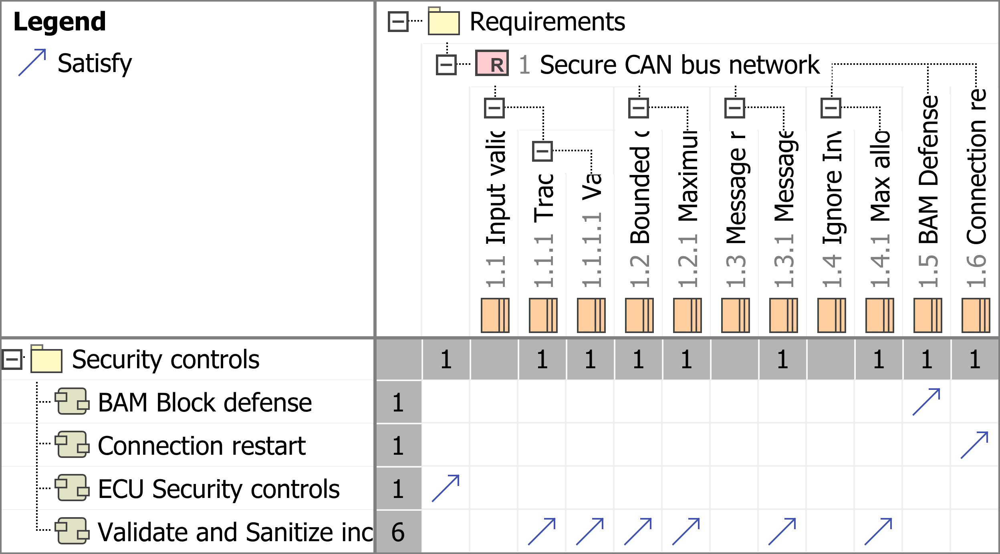 Legend
Satisfy
Requirements
R 1 Secure CAN bus network
1.1 Input valid
1.1.1 Trac
1.1.1.1 Va
1.2 Bounded c
1.2.1 Maximum
1.3 Message r
1.3.1 Message
1.4 Ignore Inv
1.4.1 Max allo
1.5 BAM Defense
1.6 Connection re
Security controls 1 1 1 1 1 1 1 1 1
BAM Block defense 1
Connection restart 1
ECU Security controls 1
Validate and Sanitize inc 6